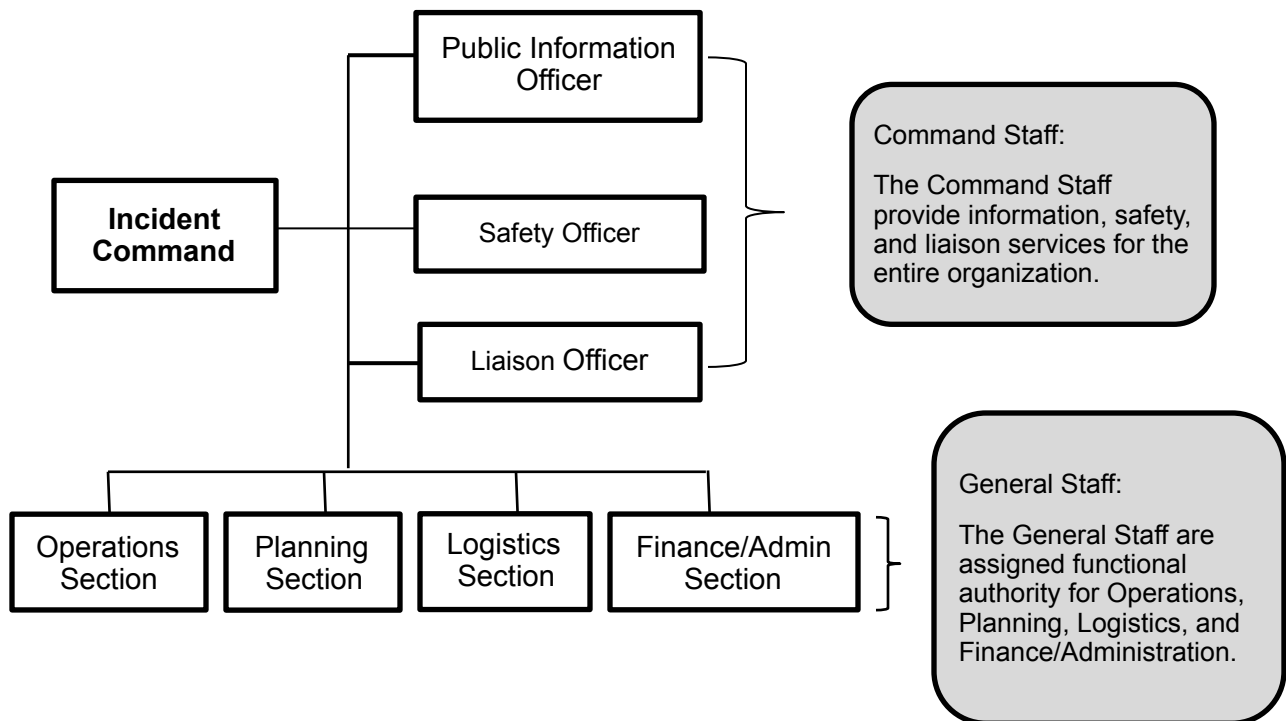 Public Information
Officer
Command Staff:
The Command Staff
provide information, safety,
and liaison services for the
entire organization.
Incident
Command
Safety Officer
Liaison Officer
General Staff:
The General Staff are
assigned functional
authority for Operations,
Planning, Logistics, and
Finance/Administration.
Operations
Section
Planning
Section
Logistics
Section
Finance/Admin
Section